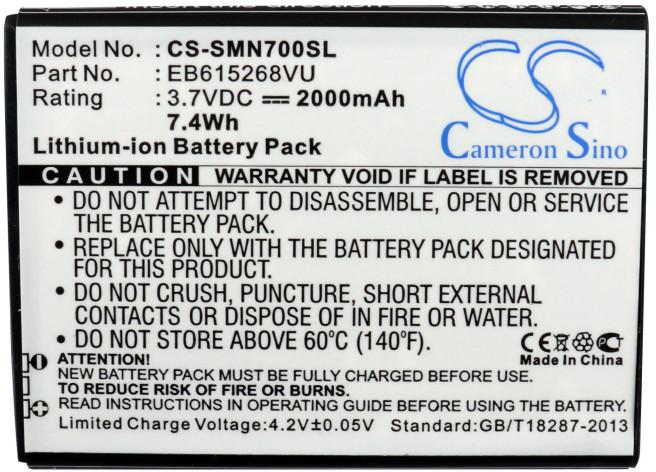 Model No.: CS-SMN700SL
P/N: EB615268VU
Rating: 3.7VDC ⎓ 2000mAh
7.4Wh
Lithium-ion Battery Pack
CS
Cameron Sino
CAUTION WARRANTY VOID IF LABEL IS REMOVED
• DO NOT ATTEMPT TO DISASSEMBLE, OPEN OR SERVICE
THE BATTERY PACK.
• REPLACE ONLY WITH THE BATTERY PACK DESIGNATED
FOR THIS PRODUCT.
• DO NOT CRUSH, PUNCTURE, SHORT EXTERNAL
CONTACTS OR DISPOSE OF IN FIRE OR WATER.
• DO NOT STORE ABOVE 60°C (140°F).
CE
Made In China
ATTENTION!
NEW BATTERY PACK MUST BE FULLY CHARGED BEFORE USE.
TO REDUCE RISK OF FIRE OR BURNS.
READ INSTRUCTIONS IN OPERATING GUIDE BEFORE USING BATTERY.
Limited Charge Voltage:4.2V±0.05V Standard:GB/T18287-2013